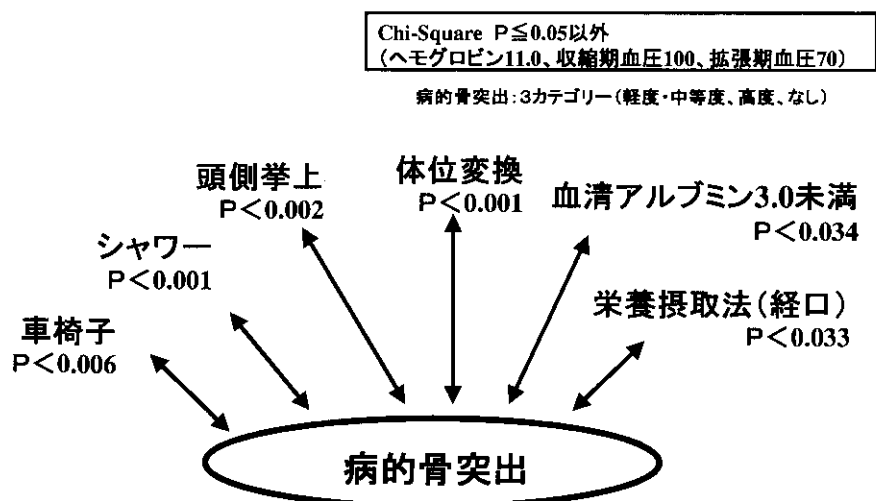 Chi-Square P≦0.05以外
(ヘモグロビン11.0、収縮期血圧100、拡張期血圧70)
病的骨突出:3カテゴリー(軽度・中等度、高度、なし)
頭側挙上
P<0.002
体位変換
P<0.001
血清アルブミン3.0未満
P<0.034
シャワー
P<0.001
栄養摂取法(経口)
P<0.033
車椅子
P<0.006
病的骨突出